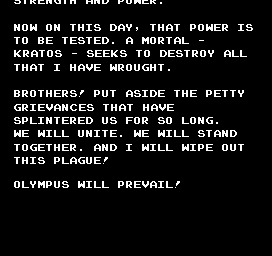 STRENGTH AND POWER.
NOW ON THIS DAY, THAT POWER IS
TO BE TESTED. A MORTAL -
KRATOS - SEEKS TO DESTROY ALL
THAT I HAVE WROUGHT.
BROTHERS! PUT ASIDE THE PETTY
GRIEVANCES THAT HAVE
SPLINTERED US FOR SO LONG.
WE WILL UNITE. WE WILL STAND
TOGETHER. AND I WILL WIPE OUT
THIS PLAGUE!
OLYMPUS WILL PREVAIL!